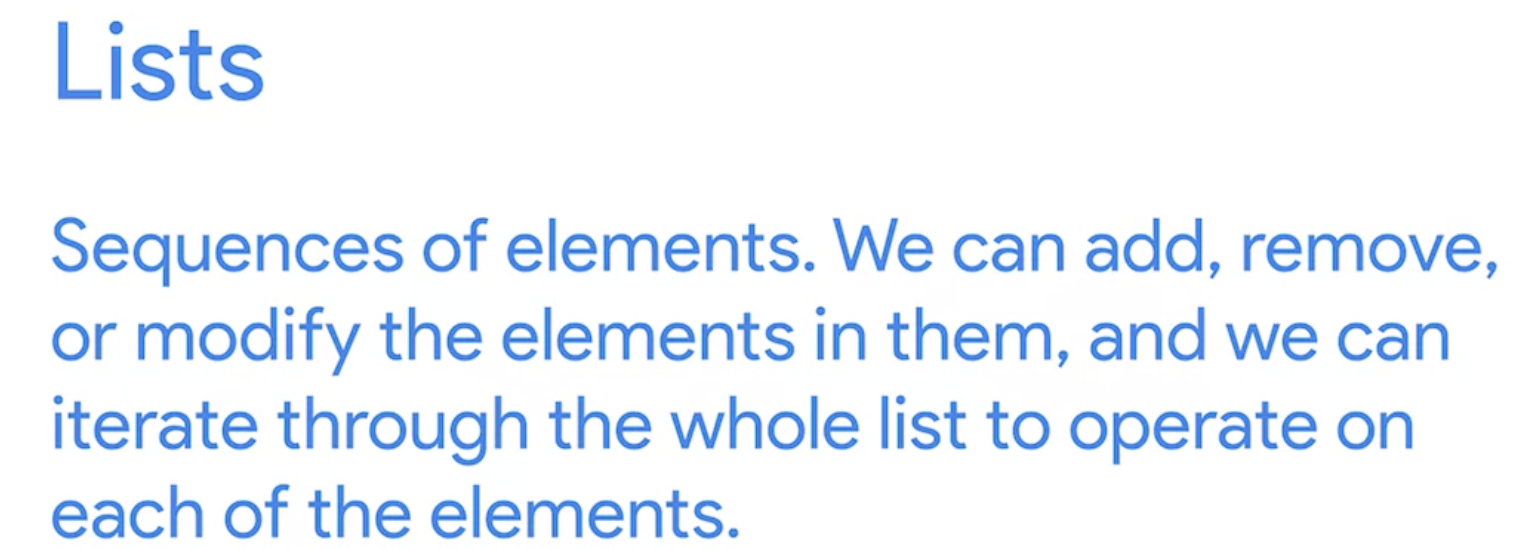 Lists
Sequences of elements. We can add, remove,
or modify the elements in them, and we can
iterate through the whole list to operate on
each of the elements.